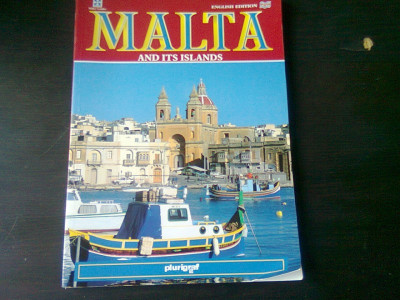 ENGLISH EDITION
MALTA
AND ITS ISLANDS
plurigraf